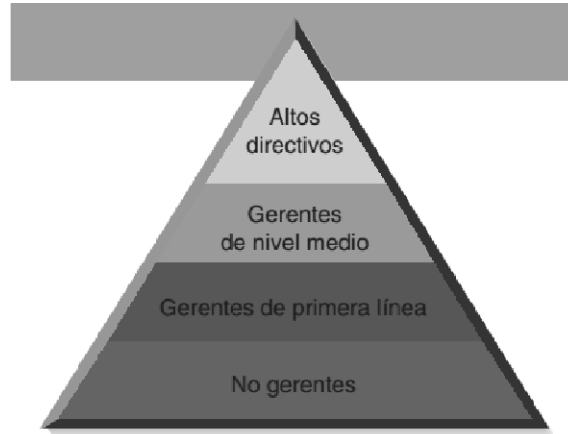 Altos
directivos
Gerentes
de nivel medio
Gerentes de primera línea
No gerentes